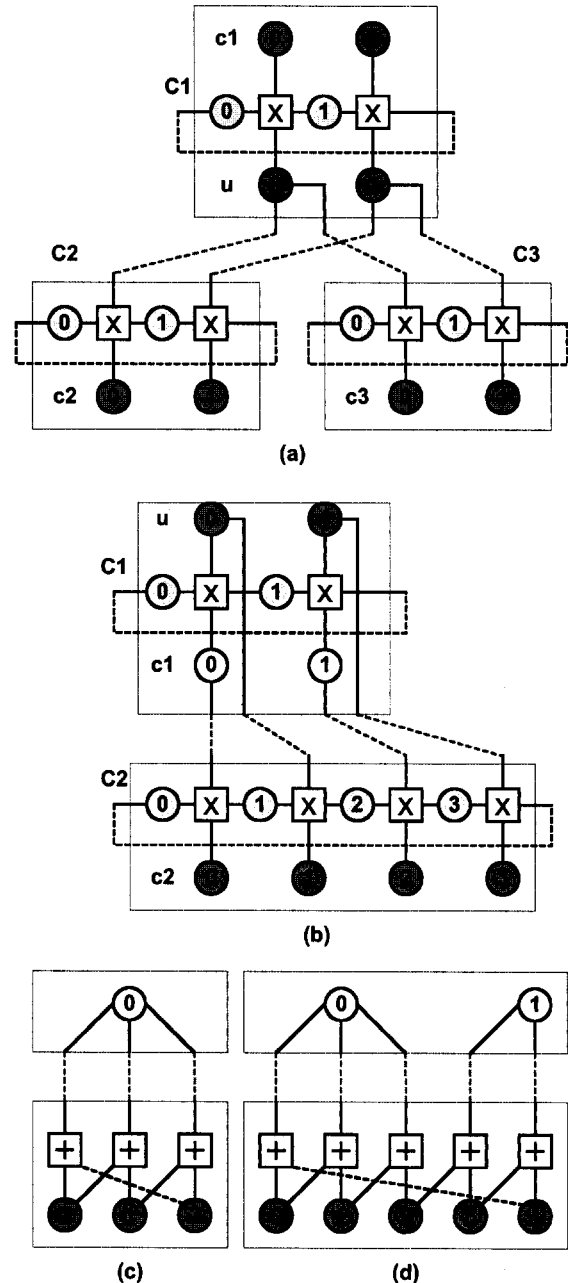 c1
C1
0 X 1 X
u
C2 C3
0 X 1 X 0 X 1 X
c2 c3
(a)
u
C1
0 X 1 X
c1 0 1
C2
0 X 1 X 2 X 3 X
c2
(b)
0 0 1
+ + + + + + + +
(c) (d)